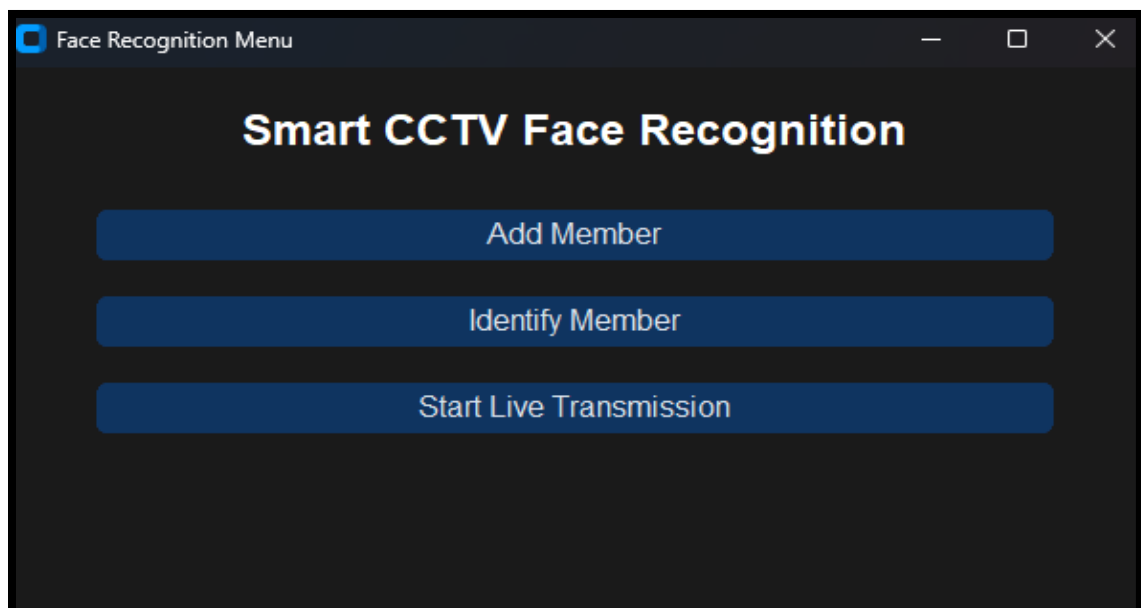 Face Recognition Menu
Smart CCTV Face Recognition
Add Member
Identify Member
Start Live Transmission